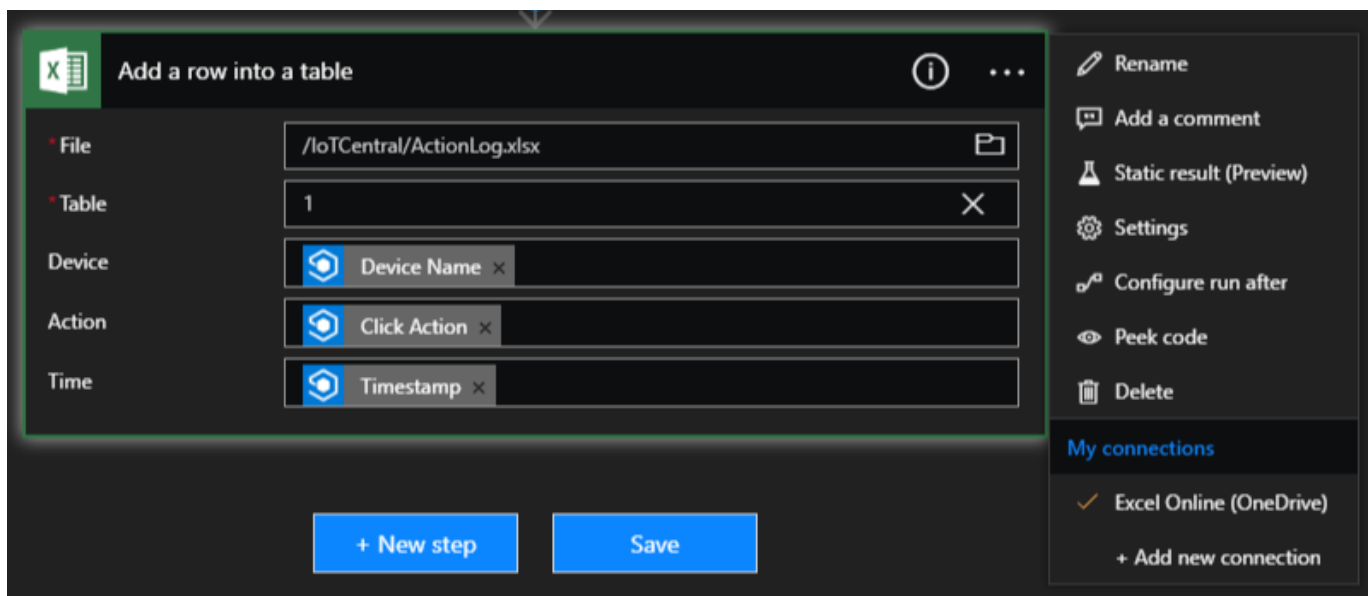 Add a row into a table
* File
/IoTCentral/ActionLog.xlsx
* Table
1
Device
Device Name ×
Action
Click Action ×
Time
Timestamp ×
+ New step
Save
Rename
Add a comment
Static result (Preview)
Settings
Configure run after
Peek code
Delete
My connections
Excel Online (OneDrive)
+ Add new connection